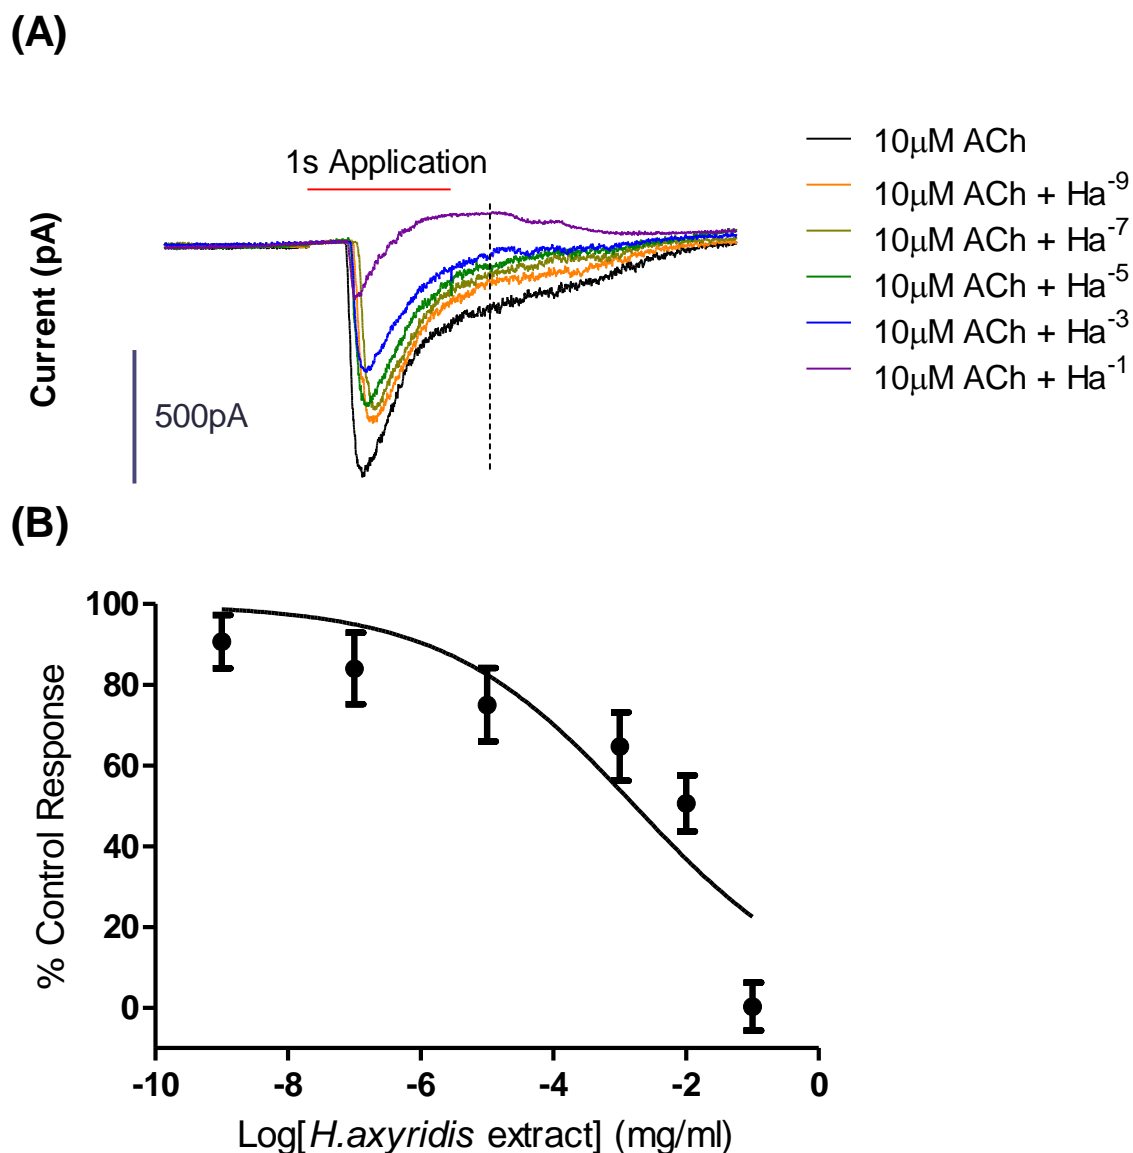 (A)
1s Application
Current (pA)
500pA
10μM ACh
10μM ACh + Ha⁻⁹
10μM ACh + Ha⁻⁷
10μM ACh + Ha⁻⁵
10μM ACh + Ha⁻³
10μM ACh + Ha⁻¹
(B)
% Control Response
100
80
60
40
20
0
-10 -8 -6 -4 -2 0
Log[H.axyridis extract] (mg/ml)